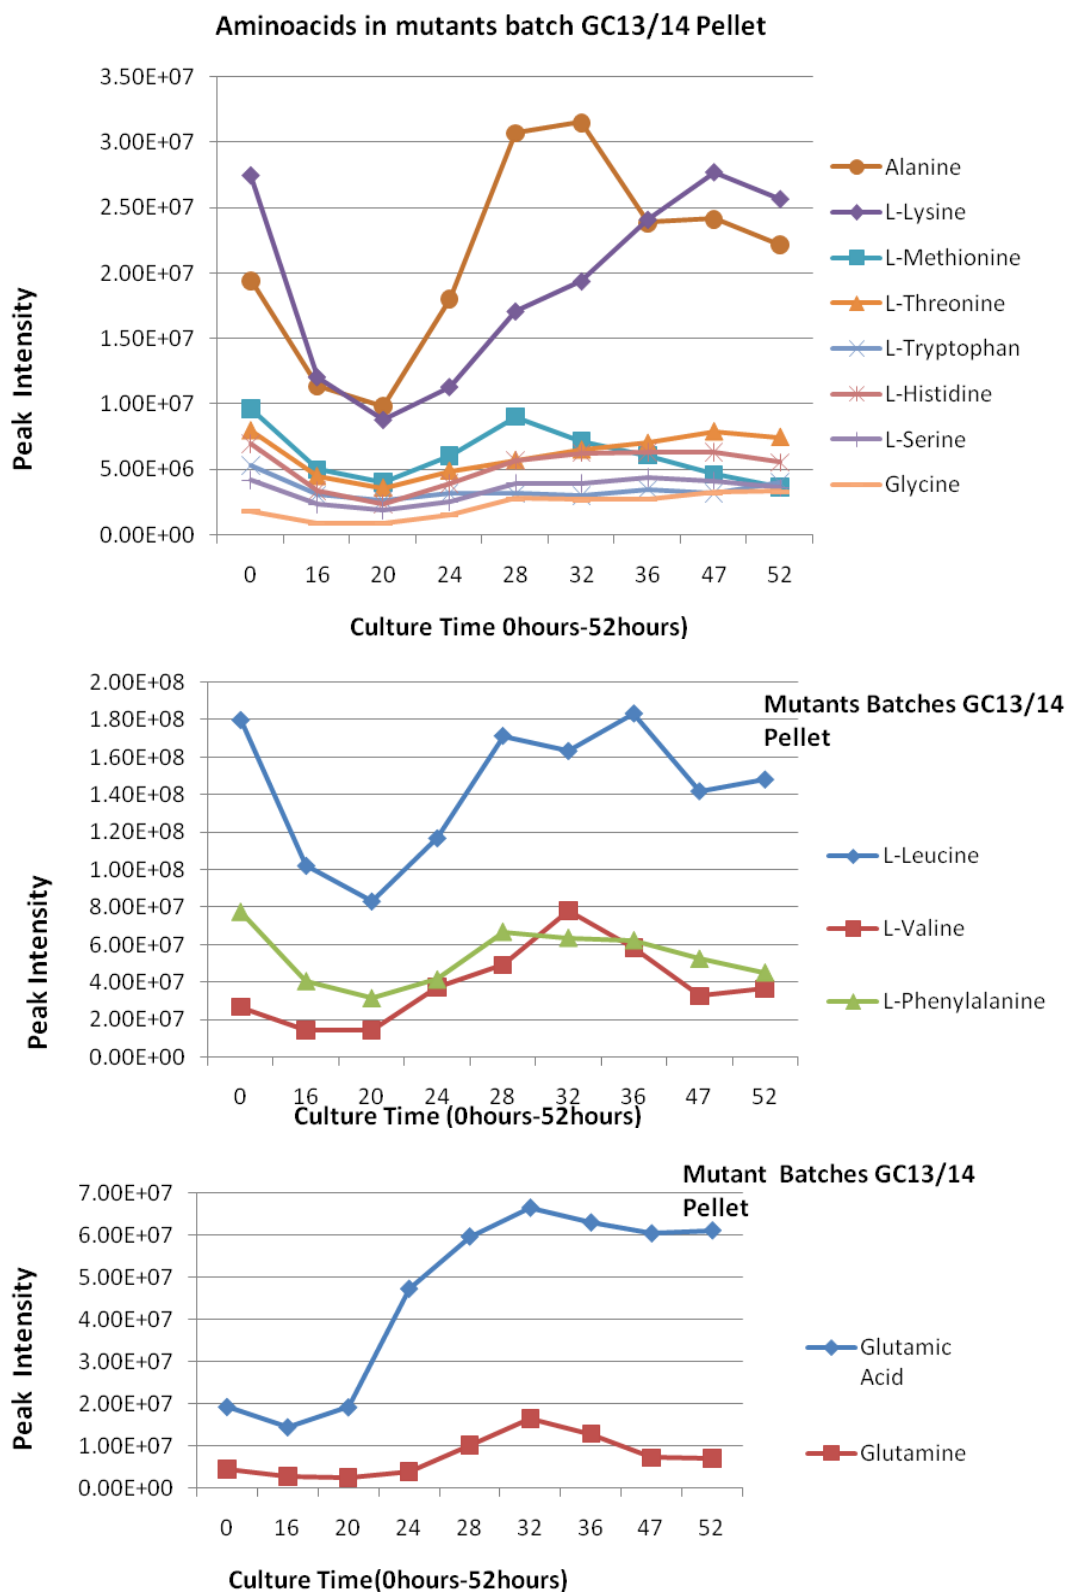 Aminoacids in mutants batch GC13/14 Pellet
3.50E+07
3.00E+07
2.50E+07
2.00E+07
1.50E+07
1.00E+07
5.00E+06
0.00E+00
Peak Intensity
0 16 20 24 28 32 36 47 52
Culture Time 0hours-52hours)
Alanine
L-Lysine
L-Methionine
L-Threonine
L-Tryptophan
L-Histidine
L-Serine
Glycine
Mutants Batches GC13/14
Pellet
2.00E+08
1.80E+08
1.60E+08
1.40E+08
1.20E+08
1.00E+08
8.00E+07
6.00E+07
4.00E+07
2.00E+07
0.00E+00
Peak Intensity
0 16 20 24 28 32 36 47 52
Culture Time (0hours-52hours)
L-Leucine
L-Valine
L-Phenylalanine
Mutant Batches GC13/14
Pellet
7.00E+07
6.00E+07
5.00E+07
4.00E+07
3.00E+07
2.00E+07
1.00E+07
0.00E+00
Peak Intensity
0 16 20 24 28 32 36 47 52
Culture Time(0hours-52hours)
Glutamic
Acid
Glutamine